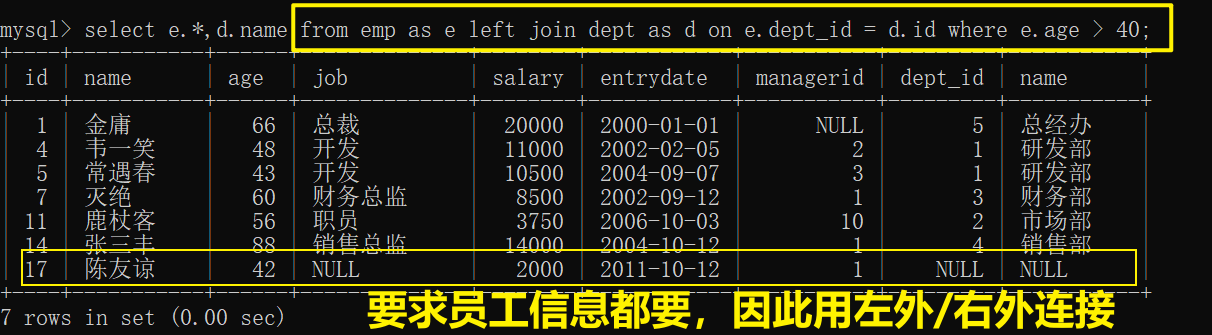 mysql> select e.*,d.name from emp as e left join dept as d on e.dept_id = d.id where e.age > 40;
+----+-----------+------+--------------+--------+------------+-----------+---------+-----------+
| id | name | age | job | salary | entrydate | managerid | dept_id | name |
+----+-----------+------+--------------+--------+------------+-----------+---------+-----------+
| 1 | 金庸 | 66 | 总裁 | 20000 | 2000-01-01 | NULL | 5 | 总经办 |
| 4 | 韦一笑 | 48 | 开发 | 11000 | 2002-02-05 | 2 | 1 | 研发部 |
| 5 | 常遇春 | 43 | 开发 | 10500 | 2004-09-07 | 3 | 1 | 研发部 |
| 7 | 灭绝 | 60 | 财务总监 | 8500 | 2002-09-12 | 1 | 3 | 财务部 |
| 11 | 鹿杖客 | 56 | 职员 | 3750 | 2006-10-03 | 10 | 2 | 市场部 |
| 14 | 张三丰 | 88 | 销售总监 | 14000 | 2004-10-12 | 1 | 4 | 销售部 |
| 17 | 陈友谅 | 42 | NULL | 2000 | 2011-10-12 | 1 | NULL | NULL |
+----+-----------+------+--------------+--------+------------+-----------+---------+-----------+
7 rows in set (0.00 sec)
要求员工信息都要，因此用左外/右外连接